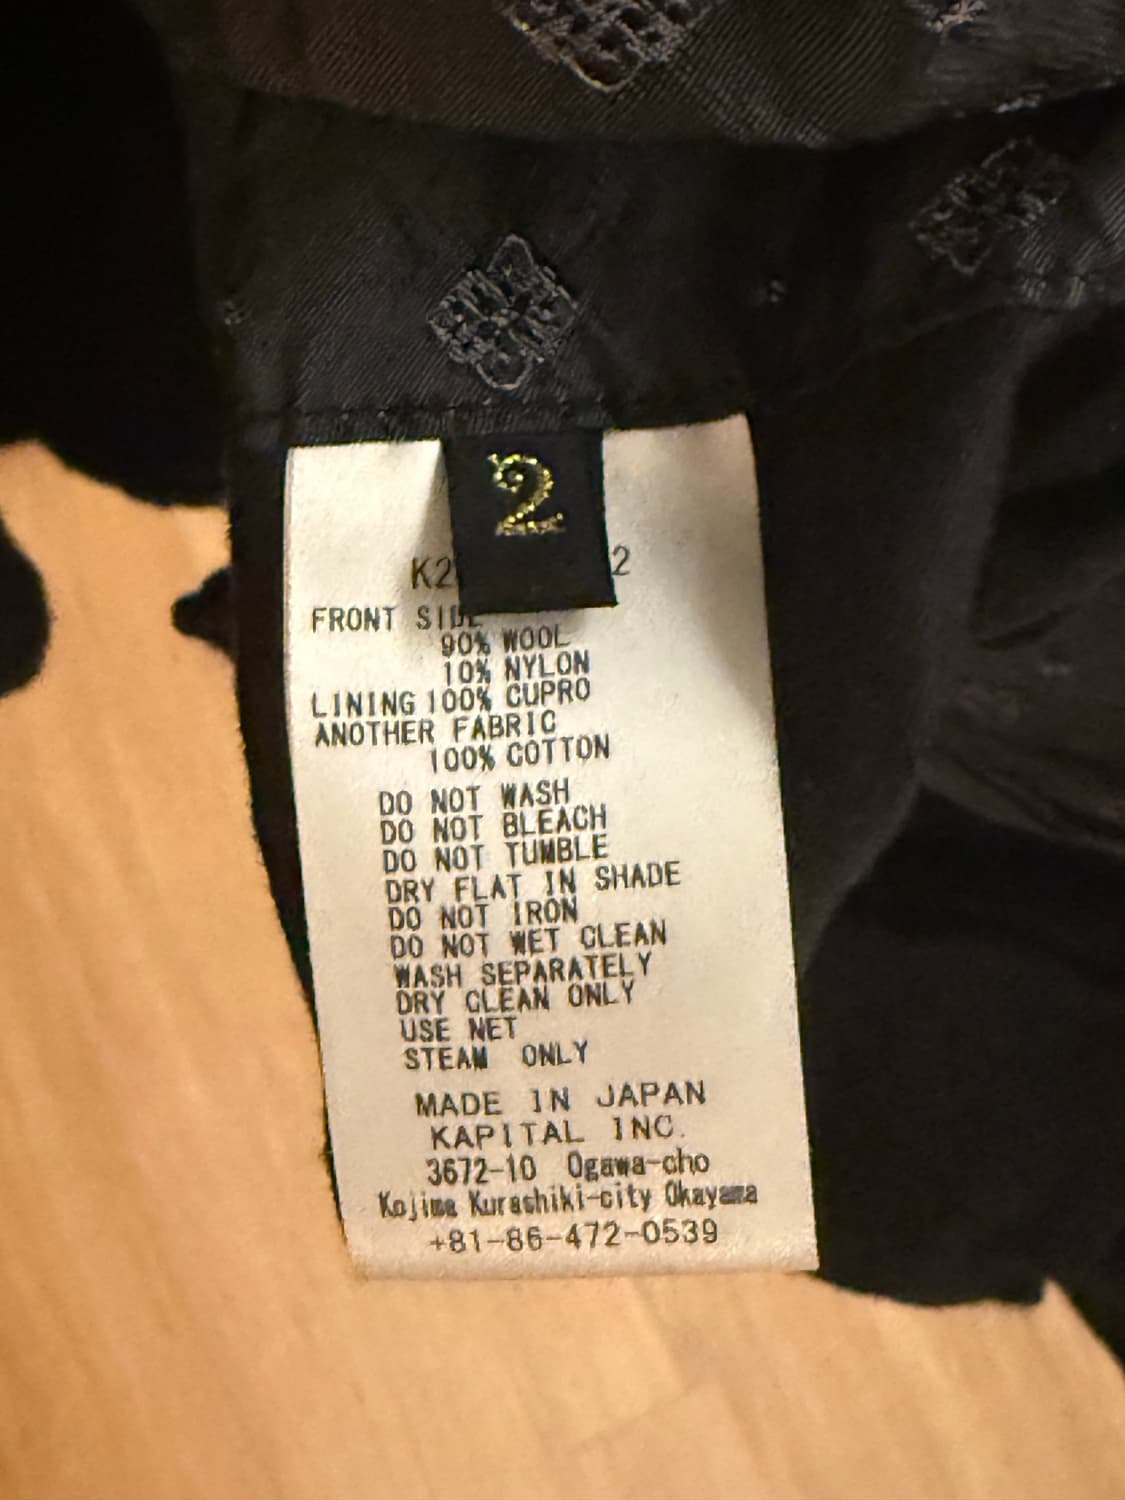 2
FRONT SIDE
90% WOOL
10% NYLON
LINING 100% CUPRO
ANOTHER FABRIC
100% COTTON
DO NOT WASH
DO NOT BLEACH
DO NOT TUMBLE
DRY FLAT IN SHADE
DO NOT IRON
DO NOT WET CLEAN
WASH SEPARATELY
DRY CLEAN ONLY
USE NET
STEAM ONLY
MADE IN JAPAN
KAPITAL INC.
3672-10 Ogawa-cho
Kojima Kurashiki-city Okayama
+81-86-472-0539